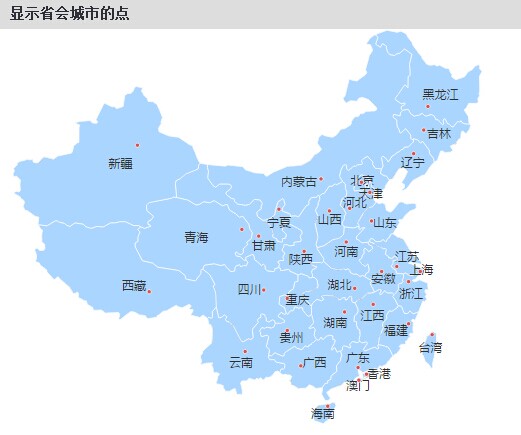 显示省会城市的点
黑龙江
吉林
辽宁
新疆
内蒙古
北京
天津
河北
宁夏
山西
山东
青海
甘肃
陕西
河南
江苏
上海
安徽
西藏
四川
重庆
湖北
浙江
湖南
江西
福建
贵州
台湾
云南
广西
广东
香港
澳门
海南